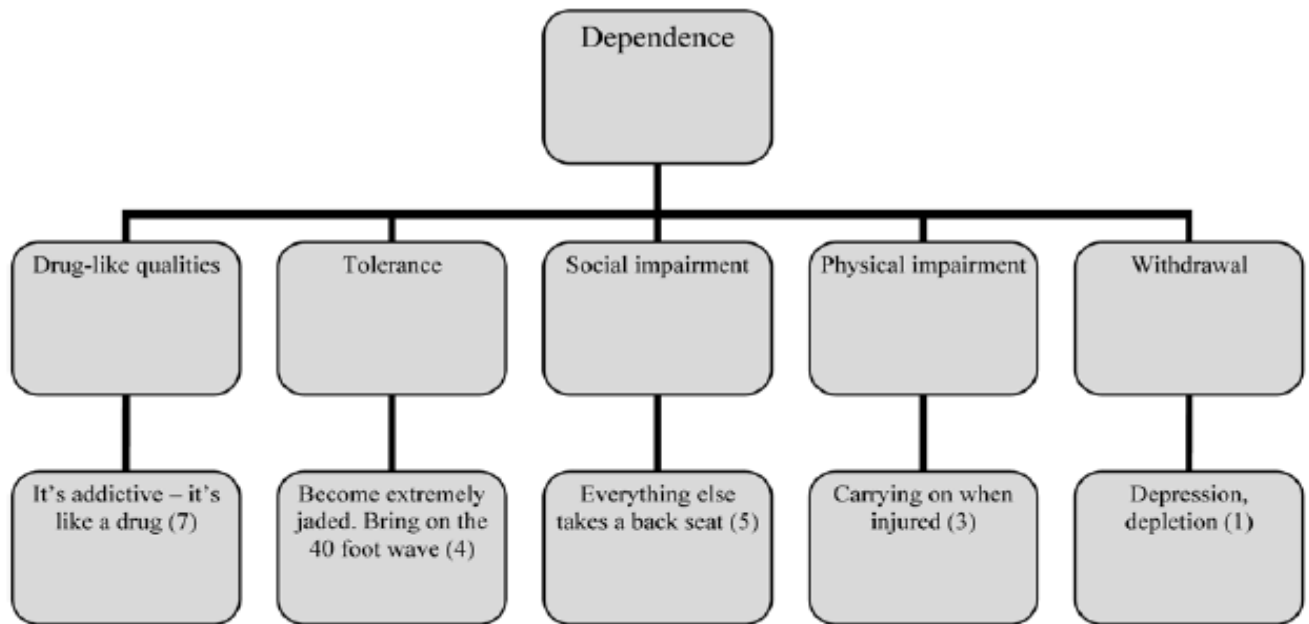 Dependence
Drug-like qualities
Tolerance
Social impairment
Physical impairment
Withdrawal
It’s addictive – it’s
like a drug (7)
Become extremely
jaded. Bring on the
40 foot wave (4)
Everything else
takes a back seat (5)
Carrying on when
injured (3)
Depression,
depletion (1)